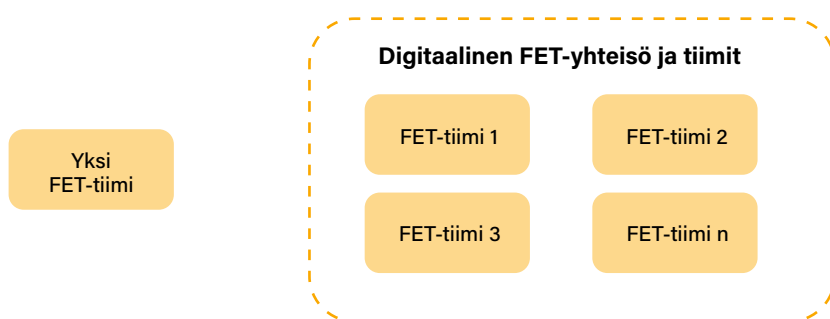 Digitaalinen FET-yhteisö ja tiimit
Yksi
FET-tiimi
FET-tiimi 1
FET-tiimi 2
FET-tiimi 3
FET-tiimi n